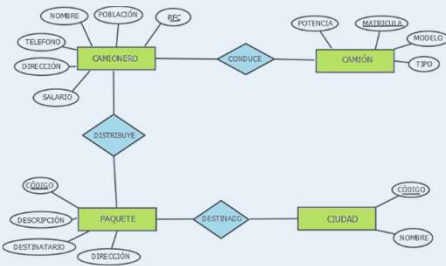 POBLACIÓN
NOMBRE
RFC
TELEFONO
DIRECCIÓN
CAMIONERO
SALARIO
CONDUCE
POTENCIA
MATRICULA
MODELO
CAMIÓN
TIPO
DISTRIBUYE
CÓDIGO
DESCRIPCIÓN
PAQUETE
DESTINATARIO
DIRECCIÓN
DESTINADO
CIUDAD
CÓDIGO
NOMBRE